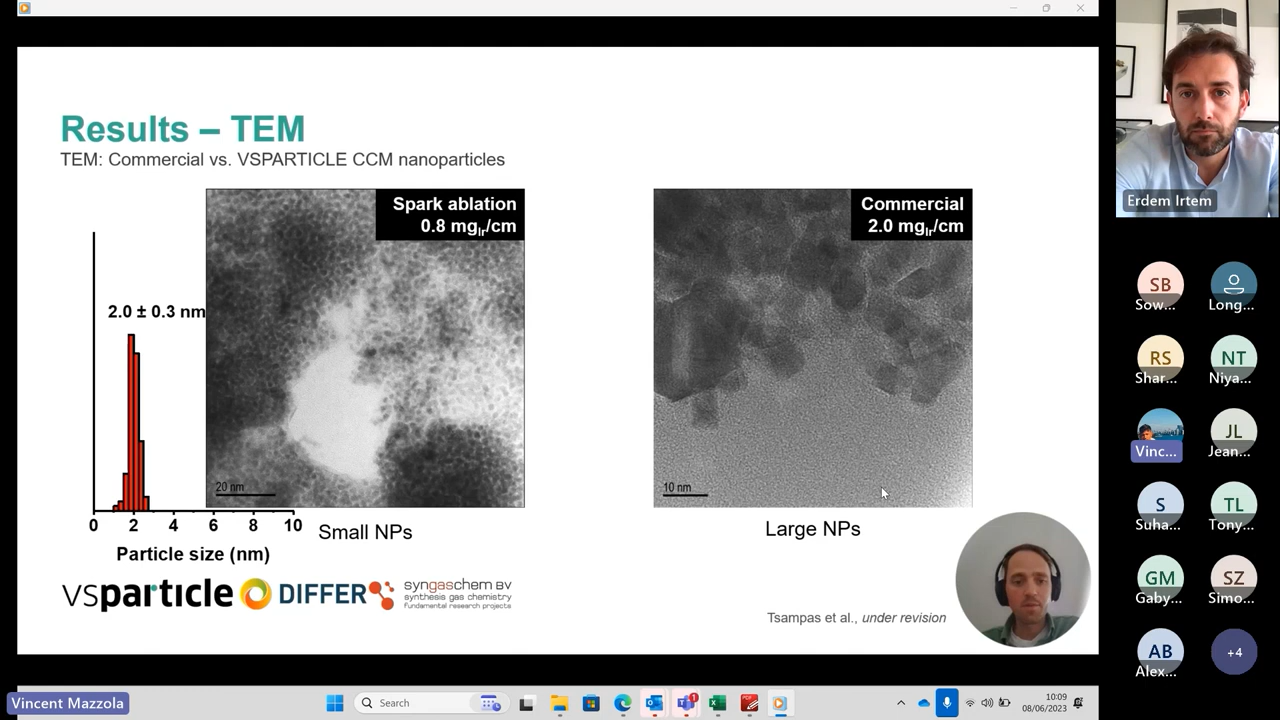 Results – TEM
TEM: Commercial vs. VSPARTICLE CCM nanoparticles
Spark ablation
0.8 mgIr/cm
2.0 ± 0.3 nm
20 nm
0 2 4 6 8 10
Particle size (nm)
Small NPs
Commercial
2.0 mgIr/cm
10 nm
Large NPs
vsparticle
DIFFER
syngaschem BV
synthesis gas chemistry
Fundamental research projects
Tsampas et al., under revision
Erdem Irtem
SB
Sow...
Long...
RS
Shar...
NT
Niya...
Vinc...
JL
Jean...
S
Suha...
TL
Tony...
GM
Gaby...
SZ
Simo...
AB
Alex...
+4
Vincent Mazzola
Search
1
10:09
08/06/2023